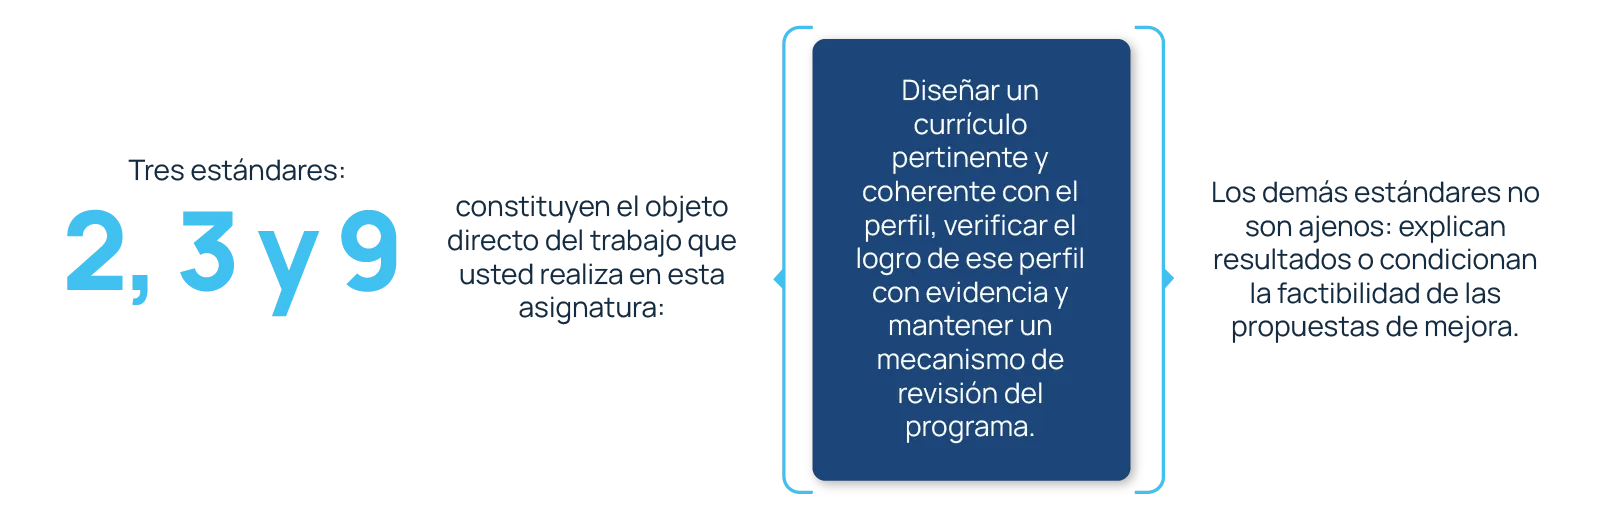 Tres estándares:
2, 3 y 9
constituyen el objeto
directo del trabajo que
usted realiza en esta
asignatura:
Diseñar un
currículo
pertinente y
coherente con el
perfil, verificar el
logro de ese perfil
con evidencia y
mantener un
mecanismo de
revisión del
programa.
Los demás estándares no
son ajenos: explican
resultados o condicionan
la factibilidad de las
propuestas de mejora.